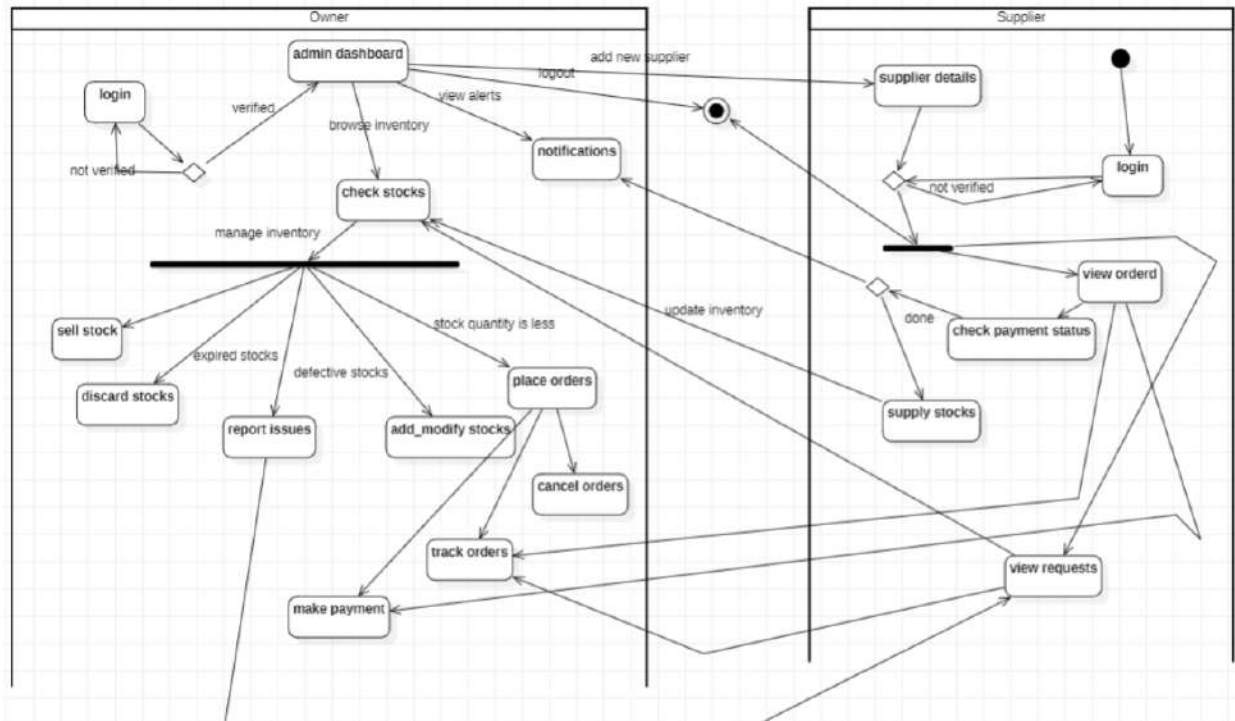 Owner
Supplier
admin dashboard
add new supplier
logout
supplier details
login
verified
view alerts
browse inventory
notifications
not verified
login
not verified
check stocks
manage inventory
view orderd
update inventory
done
check payment status
sell stock
stock quantity is less
expired stocks
defective stocks
place orders
discard stocks
supply stocks
report issues
add_modify stocks
cancel orders
track orders
view requests
make payment